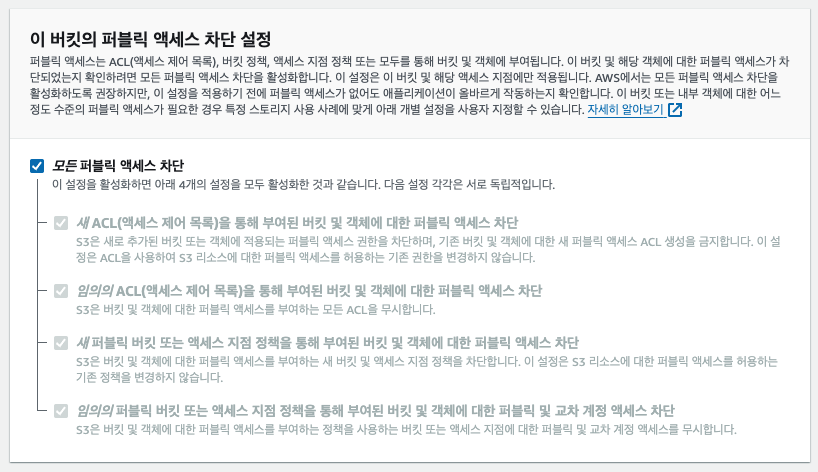 이 버킷의 퍼블릭 액세스 차단 설정
퍼블릭 액세스는 ACL(액세스 제어 목록), 버킷 정책, 액세스 지점 정책 또는 모두를 통해 버킷 및 객체에 부여됩니다. 이 버킷 및 해당 객체에 대한 퍼블릭 액세스가 차
단되었는지 확인하려면 모든 퍼블릭 액세스 차단을 활성화합니다. 이 설정은 이 버킷 및 해당 액세스 지점에만 적용됩니다. AWS에서는 모든 퍼블릭 액세스 차단을
활성화하도록 권장하지만, 이 설정을 적용하기 전에 퍼블릭 액세스가 없어도 애플리케이션이 올바르게 작동하는지 확인합니다. 이 버킷 또는 내부 객체에 대한 어느
정도 수준의 퍼블릭 액세스가 필요한 경우 특정 스토리지 사용 사례에 맞게 아래 개별 설정을 사용자 지정할 수 있습니다. 자세히 알아보기
모든 퍼블릭 액세스 차단
이 설정을 활성화하면 아래 4개의 설정을 모두 활성화한 것과 같습니다. 다음 설정 각각은 서로 독립적입니다.
새 ACL(액세스 제어 목록)을 통해 부여된 버킷 및 객체에 대한 퍼블릭 액세스 차단
S3은 새로 추가된 버킷 또는 객체에 적용되는 퍼블릭 액세스 권한을 차단하며, 기존 버킷 및 객체에 대한 새 퍼블릭 액세스 ACL 생성을 금지합니다. 이 설
정은 ACL을 사용하여 S3 리소스에 대한 퍼블릭 액세스를 허용하는 기존 권한을 변경하지 않습니다.
임의의 ACL(액세스 제어 목록)을 통해 부여된 버킷 및 객체에 대한 퍼블릭 액세스 차단
S3은 버킷 및 객체에 대한 퍼블릭 액세스를 부여하는 모든 ACL을 무시합니다.
새 퍼블릭 버킷 또는 액세스 지점 정책을 통해 부여된 버킷 및 객체에 대한 퍼블릭 액세스 차단
S3은 버킷 및 객체에 대한 퍼블릭 액세스를 부여하는 새 버킷 및 액세스 지점 정책을 차단합니다. 이 설정은 S3 리소스에 대한 퍼블릭 액세스를 허용하는
기존 정책을 변경하지 않습니다.
임의의 퍼블릭 버킷 또는 액세스 지점 정책을 통해 부여된 버킷 및 객체에 대한 퍼블릭 및 교차 계정 액세스 차단
S3은 버킷 및 객체에 대한 퍼블릭 액세스를 부여하는 정책을 사용하는 버킷 또는 액세스 지점에 대한 퍼블릭 및 교차 계정 액세스를 무시합니다.